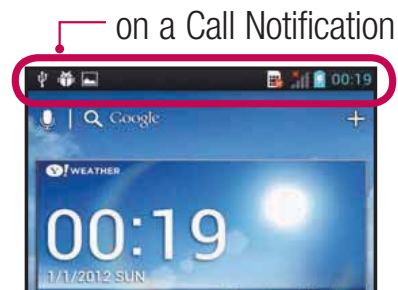 on a Call Notification
00:19
Google
Y! WEATHER
00:19
1/1/2012 SUN